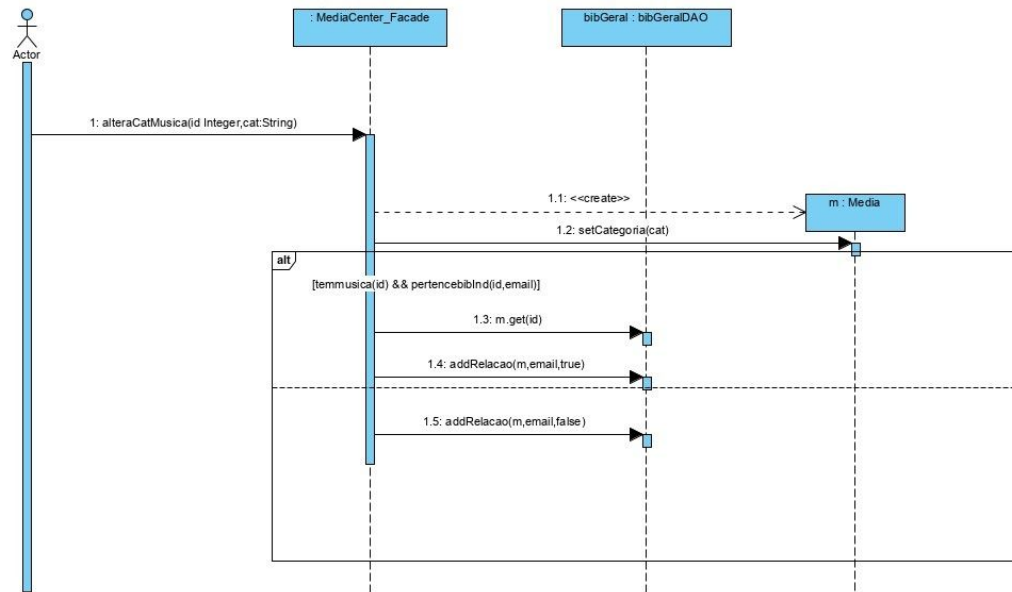 : MediaCenter_Facade
bibGeral : bibGeralDAO
Actor
1: alteraCatMusica(id Integer,cat:String)
1.1: <<create>>
m : Media
1.2: setCategoria(cat)
alt
[temmusica(id) && pertencebibInd(id,email)]
1.3: m.get(id)
1.4: addRelacao(m,email,true)
1.5: addRelacao(m,email,false)